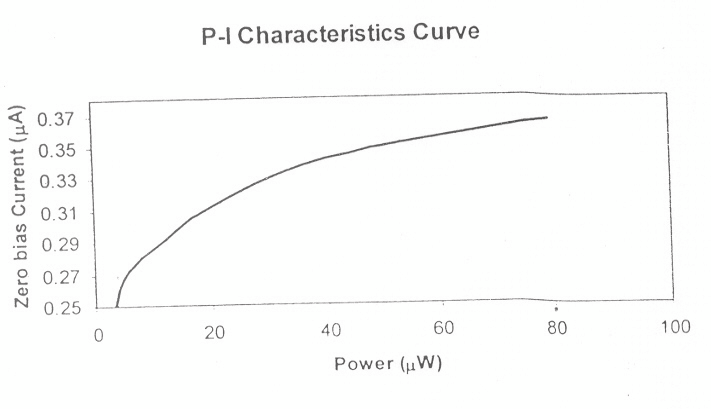 P-I Characteristics Curve
Zero bias Current (µA)
0.37
0.35
0.33
0.31
0.29
0.27
0.25
0 20 40 60 80 100
Power (µW)